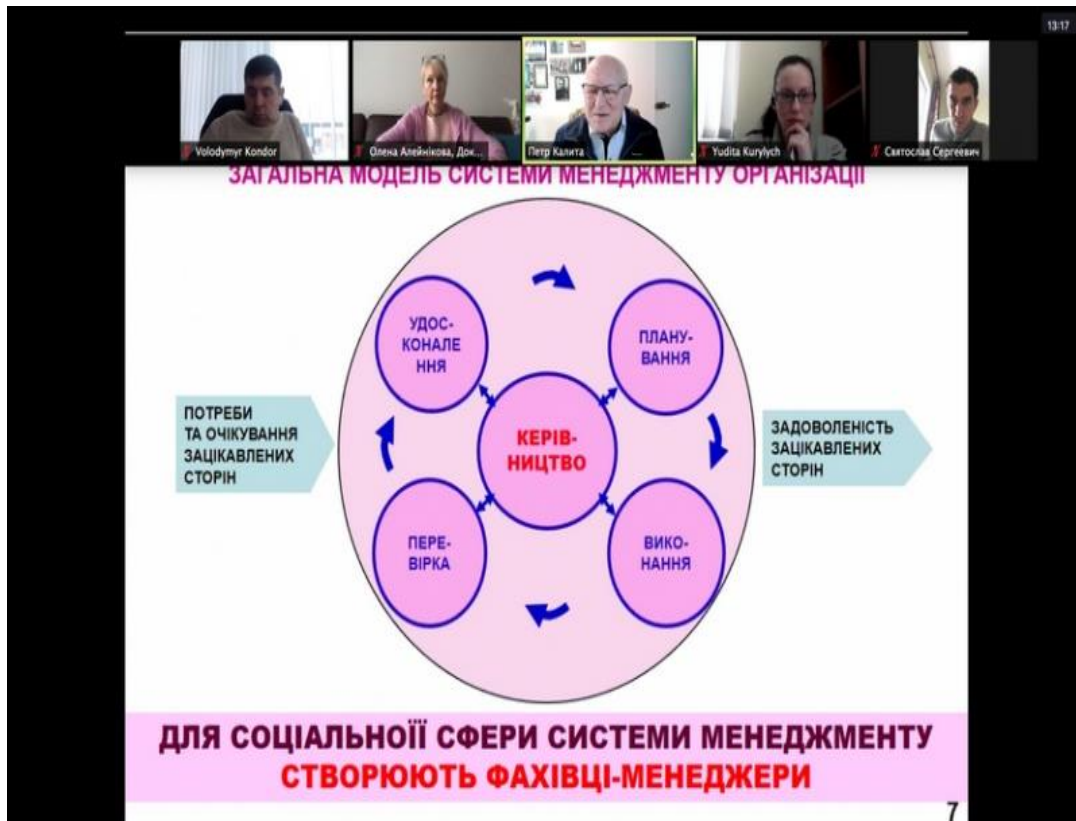 13:17
Volodymyr Kondor
Олена Алейнікова, Док...
Петр Калита
Yudita Kurylych
Святослав Сергеевич
ЗАГАЛЬНА МОДЕЛЬ СИСТЕМИ МЕНЕДЖМЕНТУ ОРГАНІЗАЦІЇ
УДОС-
КОНАЛЕ
ННЯ
ПЛАНУ-
ВАННЯ
ПОТРЕБИ
ТА ОЧІКУВАННЯ
ЗАЦІКАВЛЕНИХ
СТОРІН
КЕРІВ-
НИЦТВО
ЗАДОВОЛЕНІСТЬ
ЗАЦІКАВЛЕНИХ
СТОРІН
ПЕРЕ-
ВІРКА
ВИКО-
НАННЯ
ДЛЯ СОЦІАЛЬНОЇЇ СФЕРИ СИСТЕМИ МЕНЕДЖМЕНТУ
СТВОРЮЮТЬ ФАХІВЦІ-МЕНЕДЖЕРИ
7